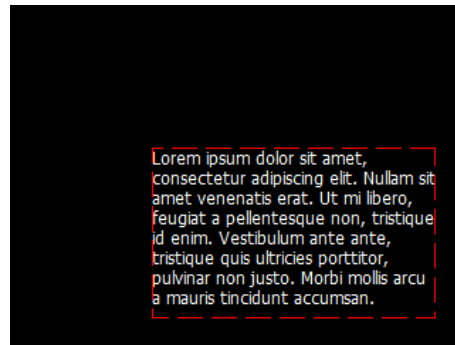 Lorem ipsum dolor sit amet,
consectetur adipiscing elit. Nullam sit
amet venenatis erat. Ut mi libero,
feugiat a pellentesque non, tristique
id enim. Vestibulum ante ante,
tristique quis ultricies porttitor,
pulvinar non justo. Morbi mollis arcu
a mauris tincidunt accumsan.